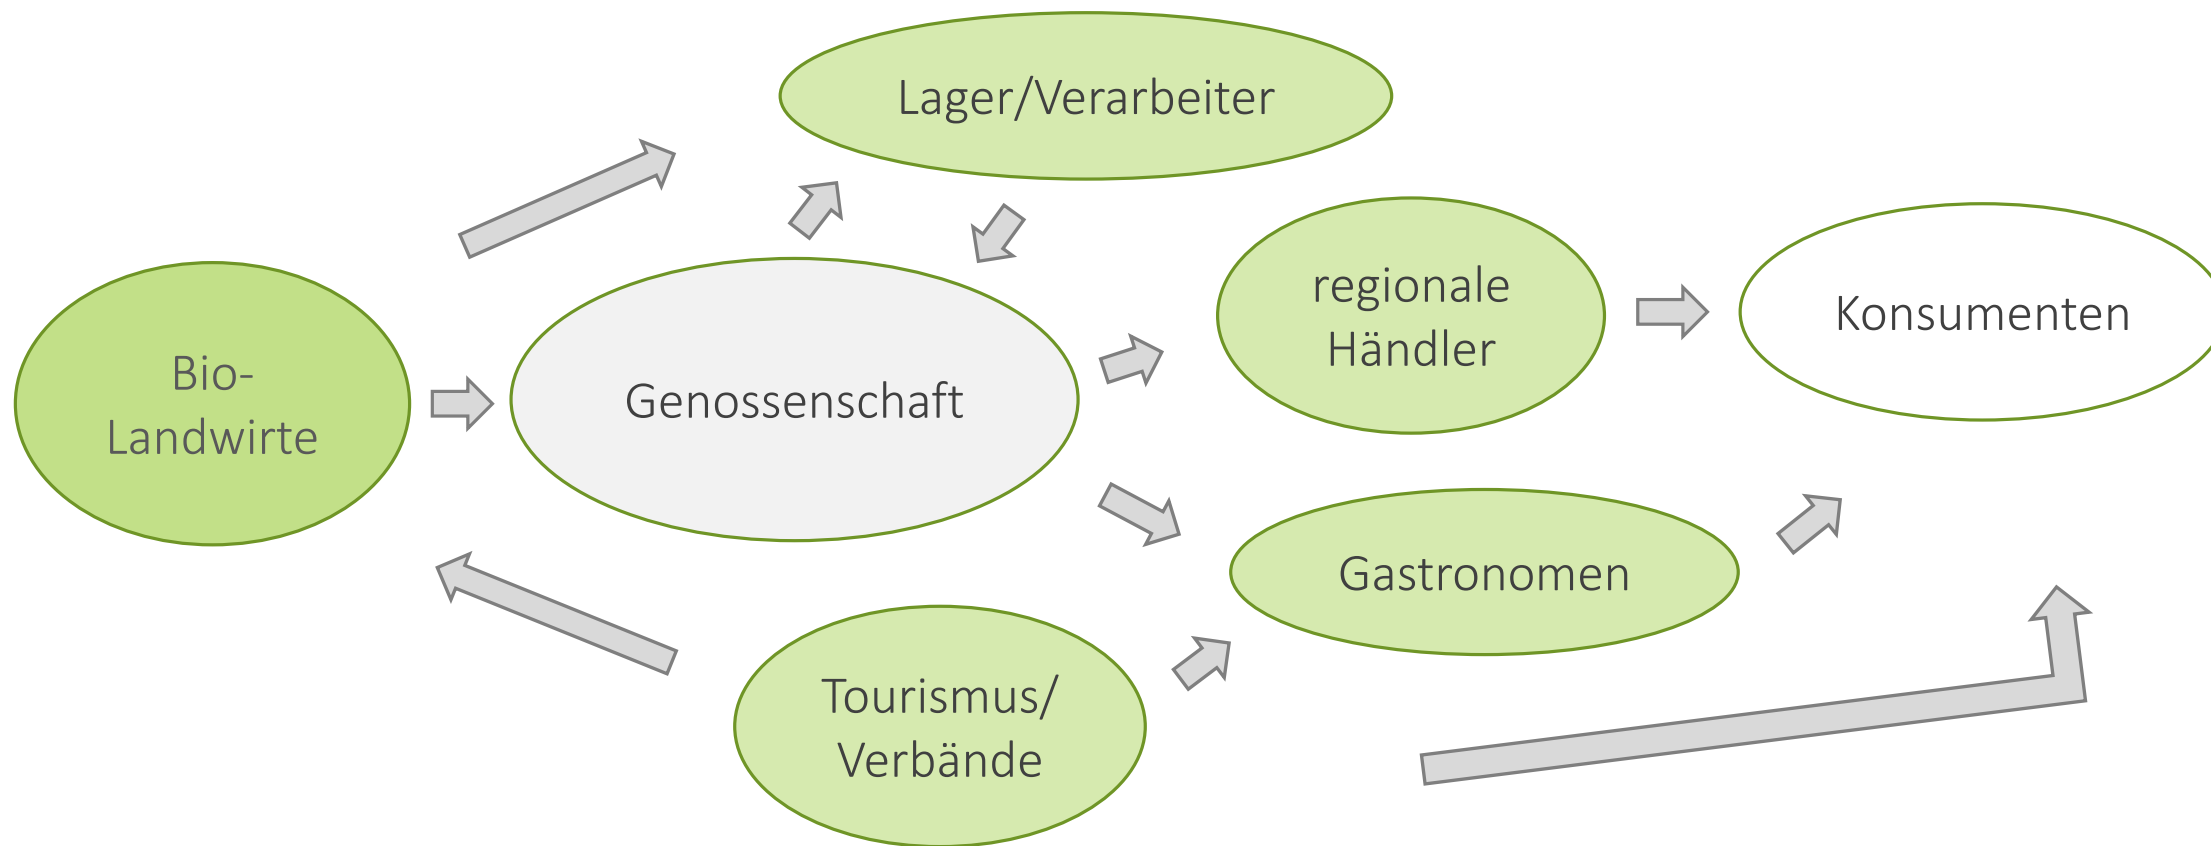 Lager/Verarbeiter
regionale
Händler
Konsumenten
Bio-
Landwirte
Genossenschaft
Gastronomen
Tourismus/
Verbände